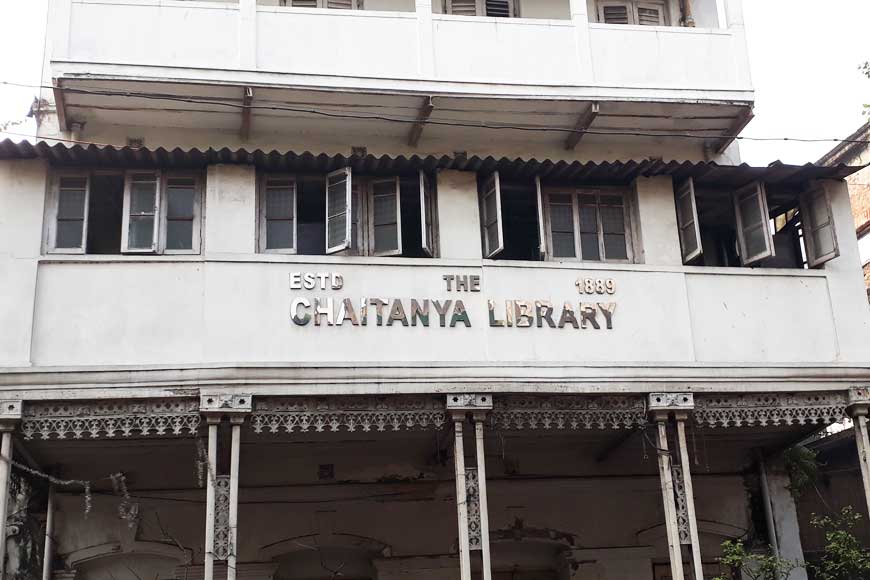 ESTD THE 1889
CHAITANYA LIBRARY